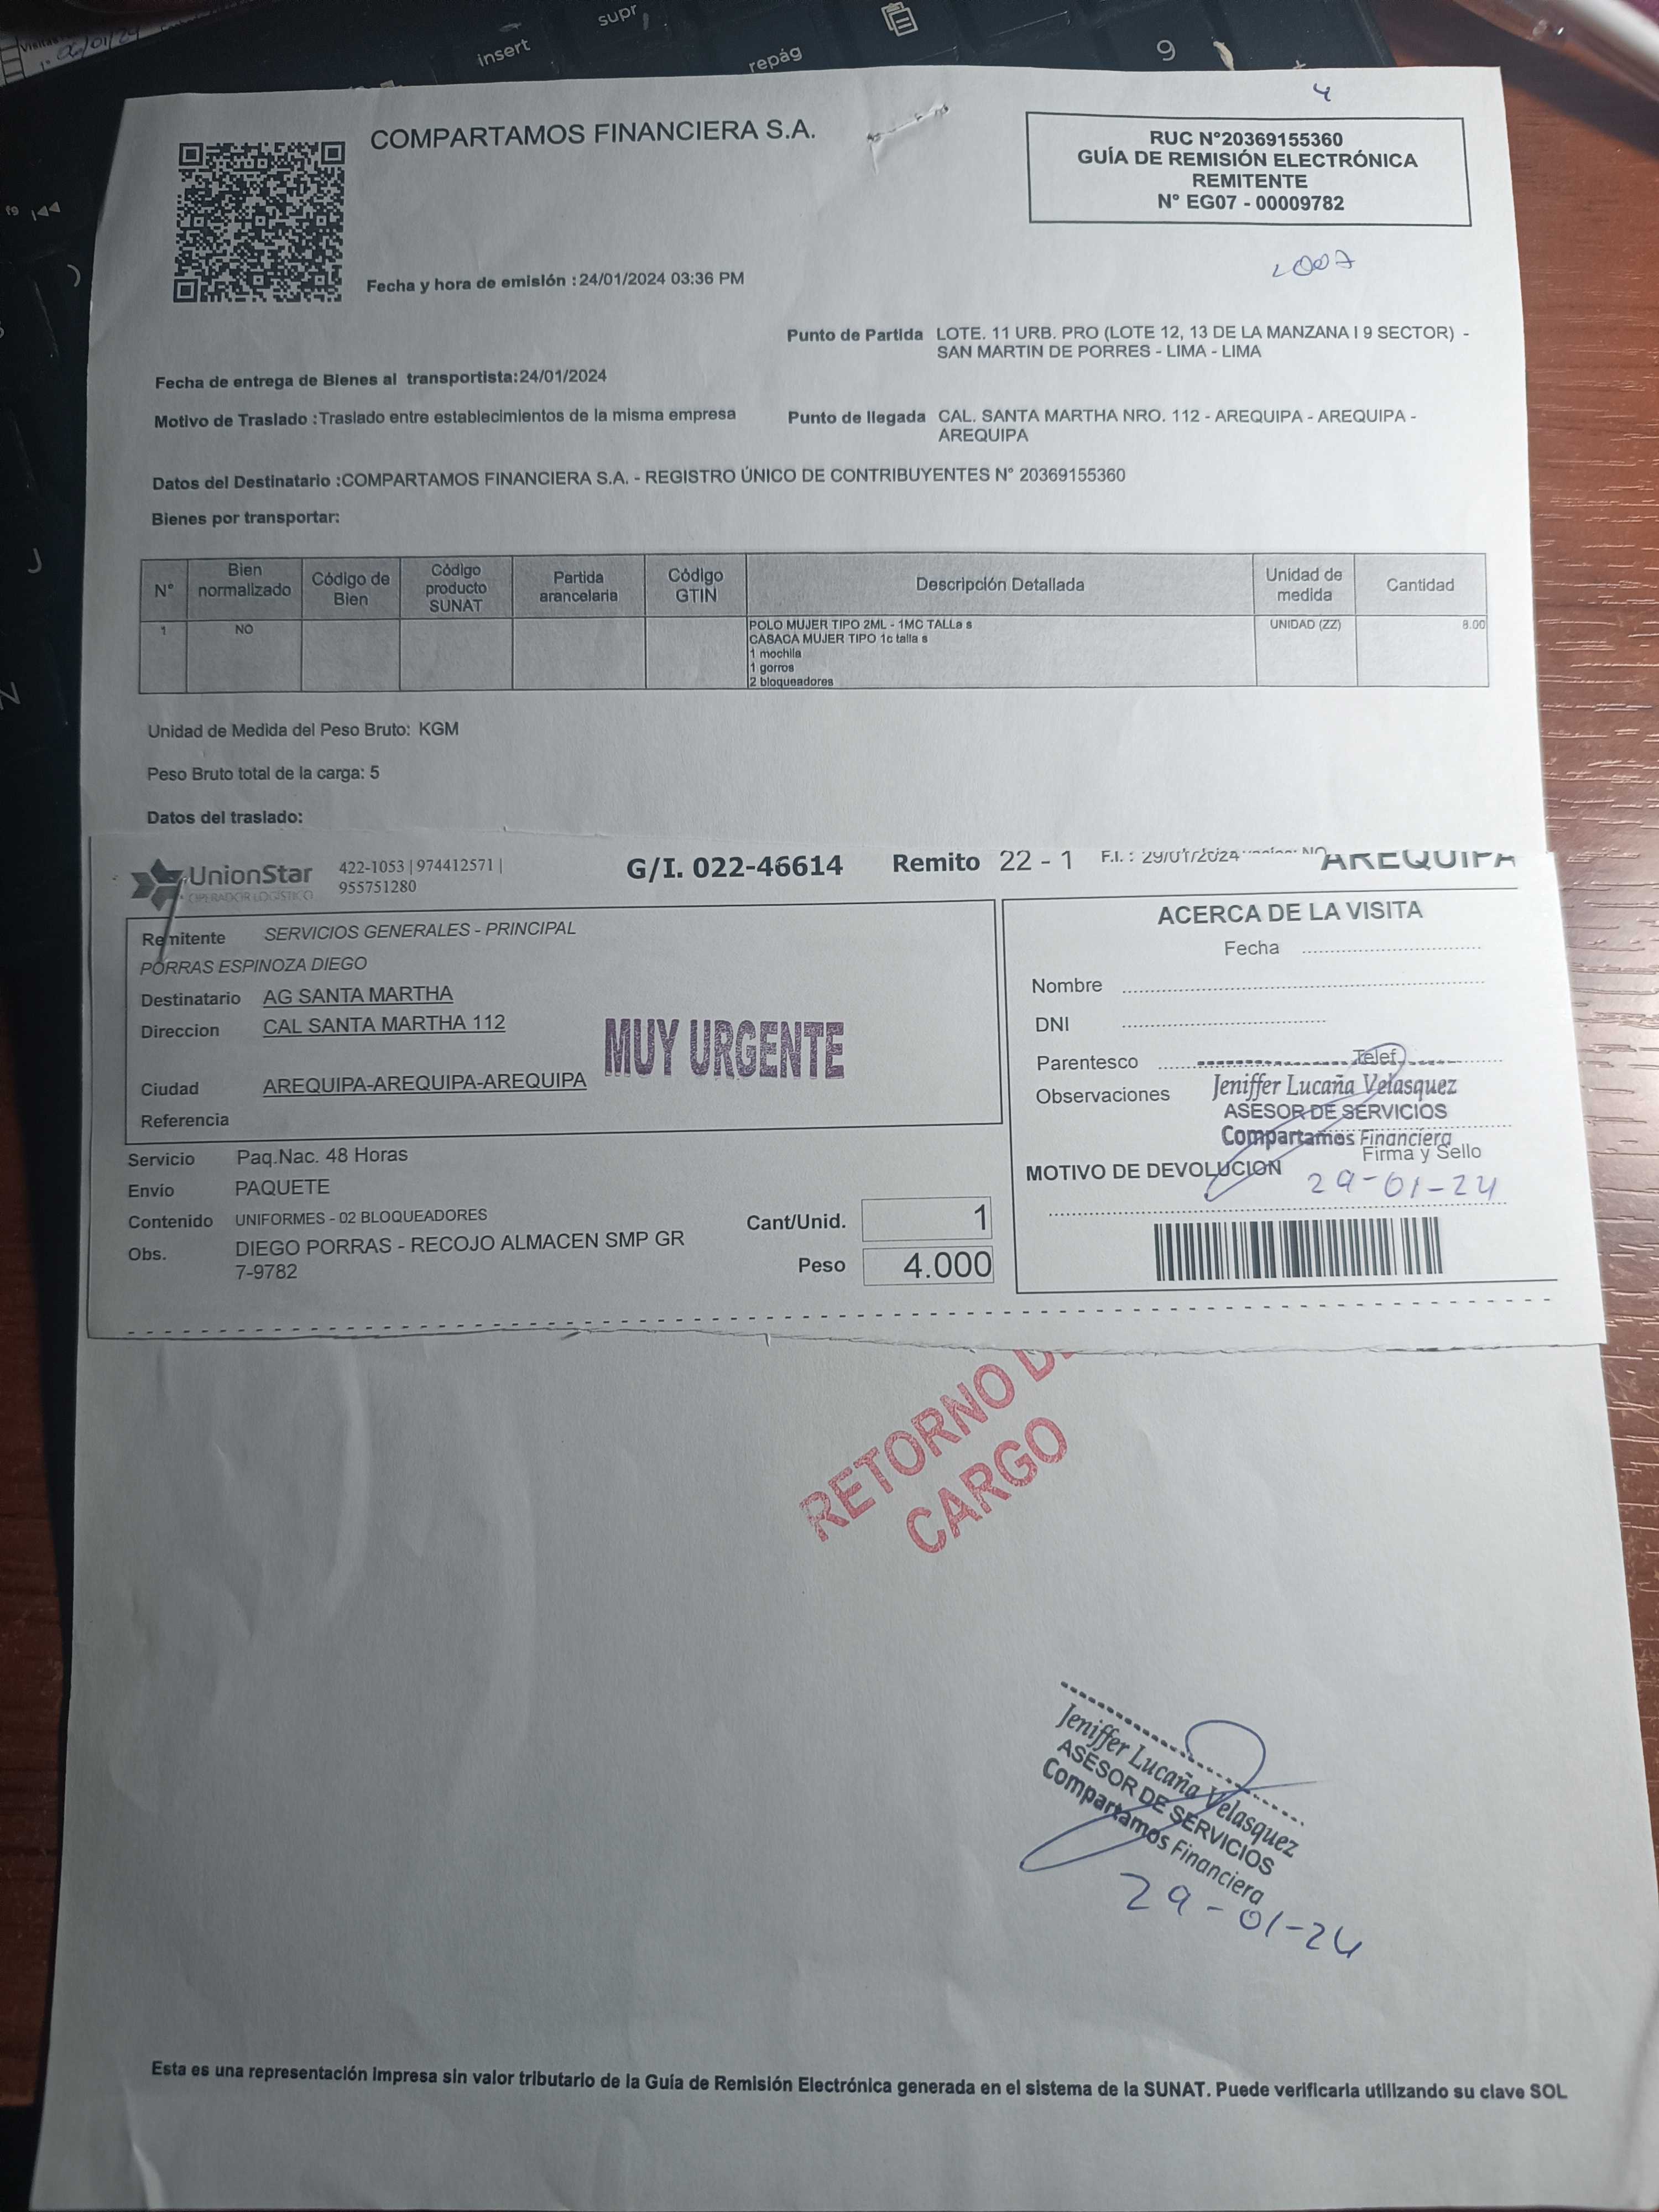 insert
supr
repág
9
f9
4
COMPARTAMOS FINANCIERA S.A.
RUC N°20369155360
GUÍA DE REMISIÓN ELECTRÓNICA
REMITENTE
N° EG07 - 00009782
Fecha y hora de emisión : 24/01/2024 03:36 PM
Punto de Partida LOTE. 11 URB. PRO (LOTE 12, 13 DE LA MANZANA I 9 SECTOR) -
SAN MARTIN DE PORRES - LIMA - LIMA
Fecha de entrega de Bienes al transportista:24/01/2024
Motivo de Traslado :Traslado entre establecimientos de la misma empresa
Punto de llegada CAL. SANTA MARTHA NRO. 112 - AREQUIPA - AREQUIPA -
AREQUIPA
Datos del Destinatario :COMPARTAMOS FINANCIERA S.A. - REGISTRO ÚNICO DE CONTRIBUYENTES N° 20369155360
Bienes por transportar:
N° Bien normalizado Código de Bien Código producto SUNAT Partida arancelaria Código GTIN Descripción Detallada Unidad de medida Cantidad
1 NO POLO MUJER TIPO 2ML - 1MC TALLa s UNIDAD (ZZ) 8.00
CASACA MUJER TIPO 1c talla s
1 mochila
1 gorros
2 bloqueadores
Unidad de Medida del Peso Bruto: KGM
Peso Bruto total de la carga: 5
Datos del traslado:
UnionStar
OPERADOR LOGÍSTICO
422-1053 | 974412571 |
955751280
G/I. 022-46614 Remito 22 - 1 F.I. : 29/01/2024 AREQUIPA
Remitente SERVICIOS GENERALES - PRINCIPAL
PORRAS ESPINOZA DIEGO
Destinatario AG SANTA MARTHA
Direccion CAL SANTA MARTHA 112
MUY URGENTE
Ciudad AREQUIPA-AREQUIPA-AREQUIPA
Referencia
Servicio Paq.Nac. 48 Horas
Envio PAQUETE
Contenido UNIFORMES - 02 BLOQUEADORES
Obs. DIEGO PORRAS - RECOJO ALMACEN SMP GR
7-9782
Cant/Unid. 1
Peso 4.000
ACERCA DE LA VISITA
Fecha
Nombre
DNI
Parentesco Telef.
Observaciones
Jeniffer Lucaña Velasquez
ASESOR DE SERVICIOS
Compartamos Financiera
Firma y Sello
MOTIVO DE DEVOLUCION
29-01-24
RETORNO DE
CARGO
Jeniffer Lucaña Velasquez
ASESOR DE SERVICIOS
Compartamos Financiera
29-01-24
Esta es una representación impresa sin valor tributario de la Guía de Remisión Electrónica generada en el sistema de la SUNAT. Puede verificarla utilizando su clave SOL